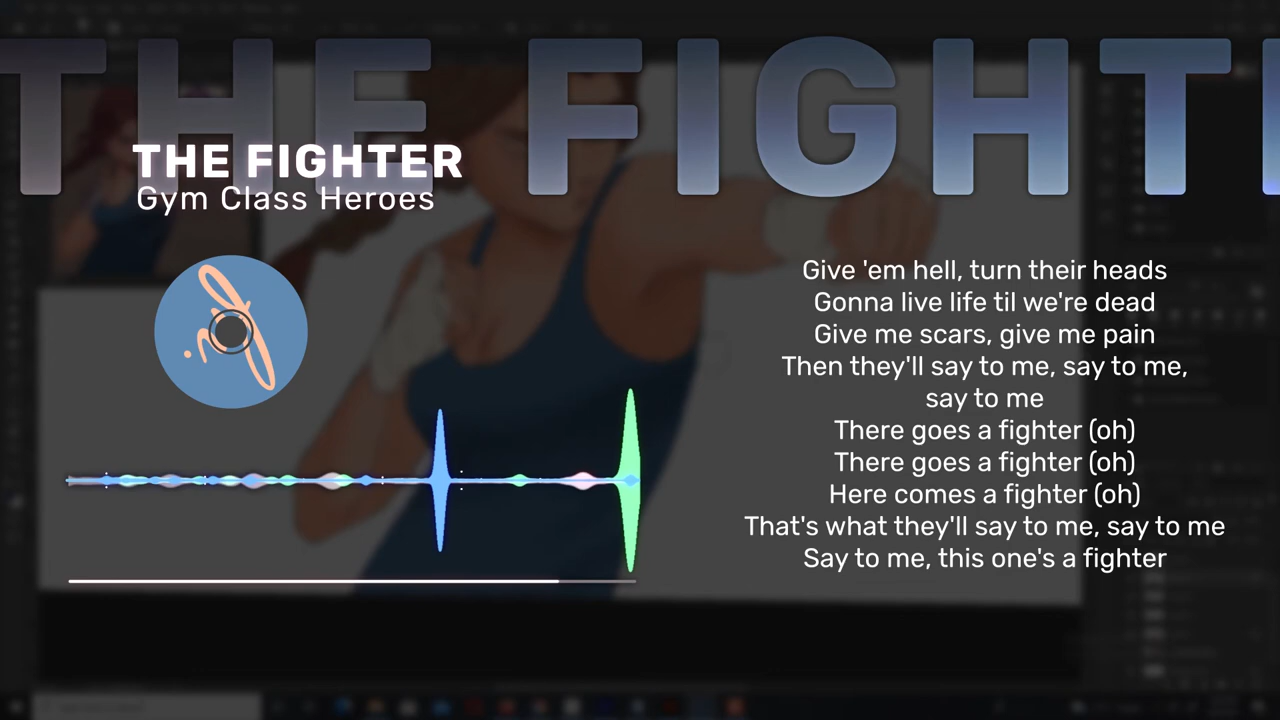 THE FIGHT
THE FIGHTER
Gym Class Heroes
Give 'em hell, turn their heads
Gonna live life til we're dead
Give me scars, give me pain
Then they'll say to me, say to me,
say to me
There goes a fighter (oh)
There goes a fighter (oh)
Here comes a fighter (oh)
That's what they'll say to me, say to me
Say to me, this one's a fighter